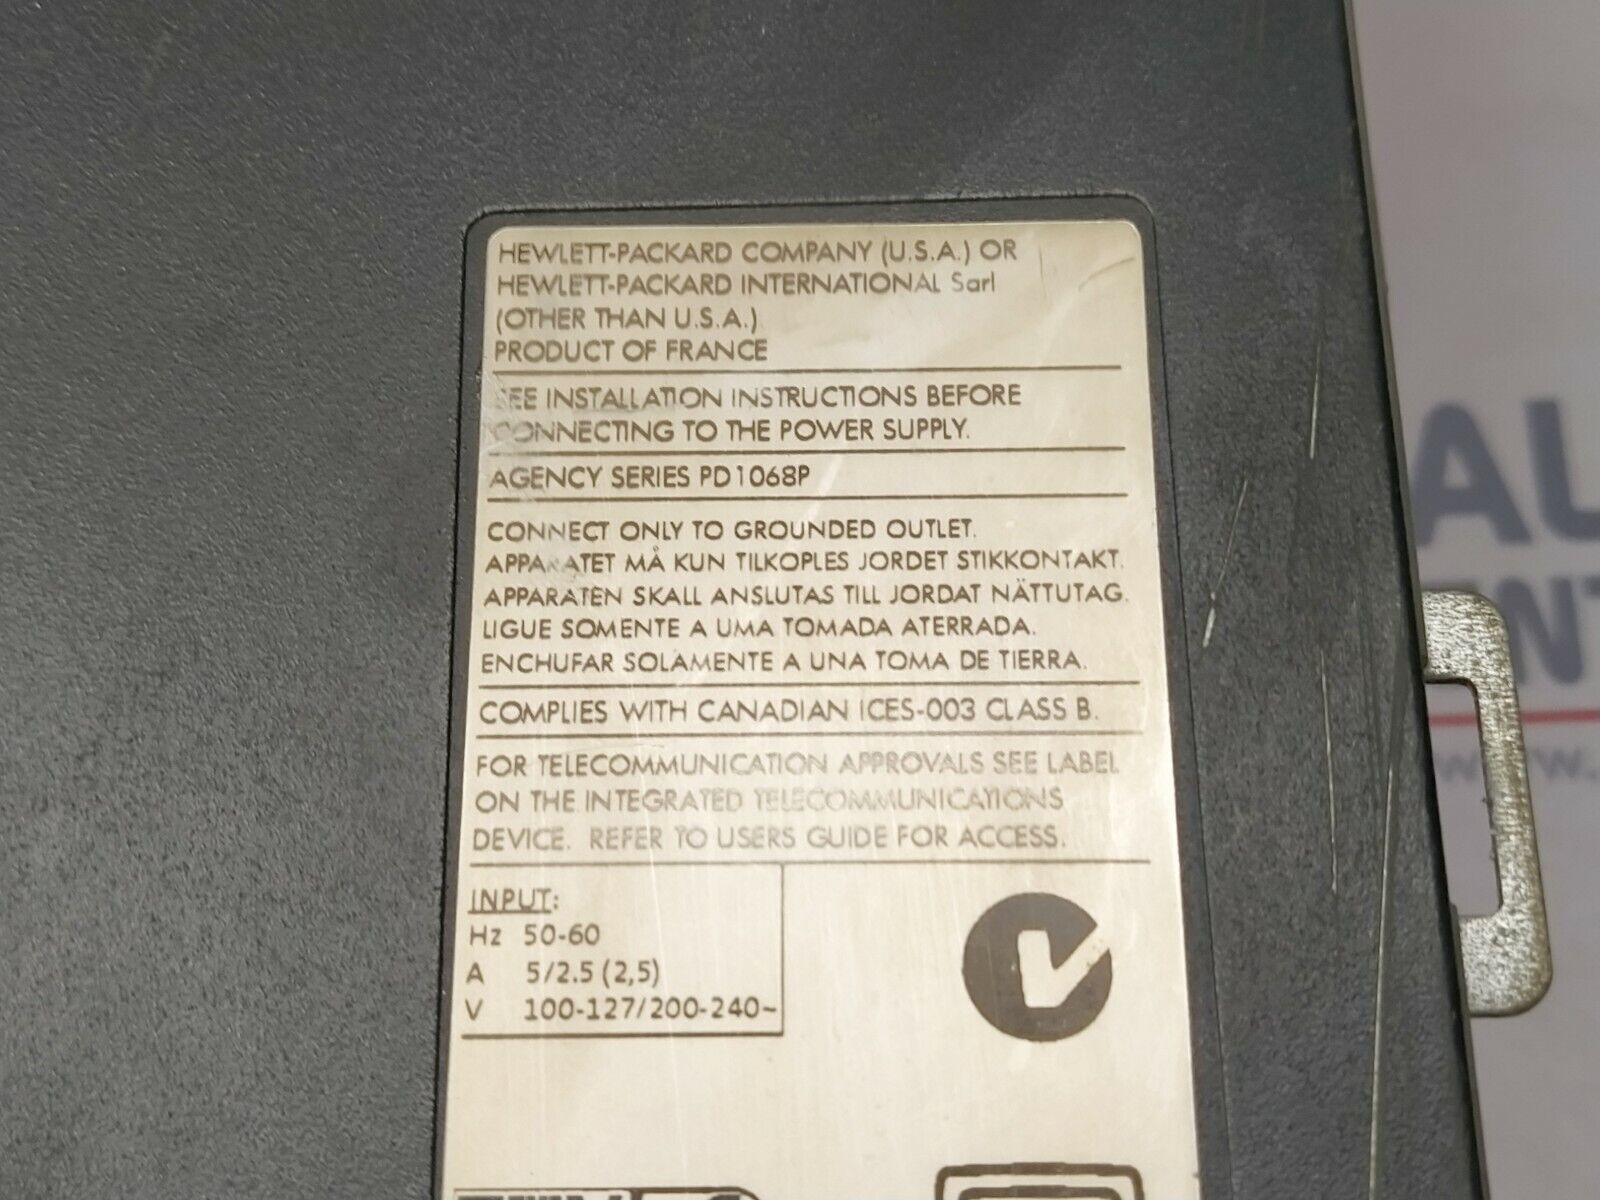 HEWLETT-PACKARD COMPANY (U.S.A.) OR
HEWLETT-PACKARD INTERNATIONAL Sarl
(OTHER THAN U.S.A.)
PRODUCT OF FRANCE
SEE INSTALLATION INSTRUCTIONS BEFORE
CONNECTING TO THE POWER SUPPLY.
AGENCY SERIES PD1068P
CONNECT ONLY TO GROUNDED OUTLET.
APPARATET MÅ KUN TILKOPLES JORDET STIKKONTAKT.
APPARATEN SKALL ANSLUTAS TILL JORDAT NÄTTUTAG.
LIGUE SOMENTE A UMA TOMADA ATERRADA.
ENCHUFAR SOLAMENTE A UNA TOMA DE TIERRA.
COMPLIES WITH CANADIAN ICES-003 CLASS B.
FOR TELECOMMUNICATION APPROVALS SEE LABEL
ON THE INTEGRATED TELECOMMUNICATIONS
DEVICE. REFER TO USERS GUIDE FOR ACCESS.
INPUT:
Hz 50-60
A 5/2.5 (2,5)
V 100-127/200-240~
AL
NT
www.